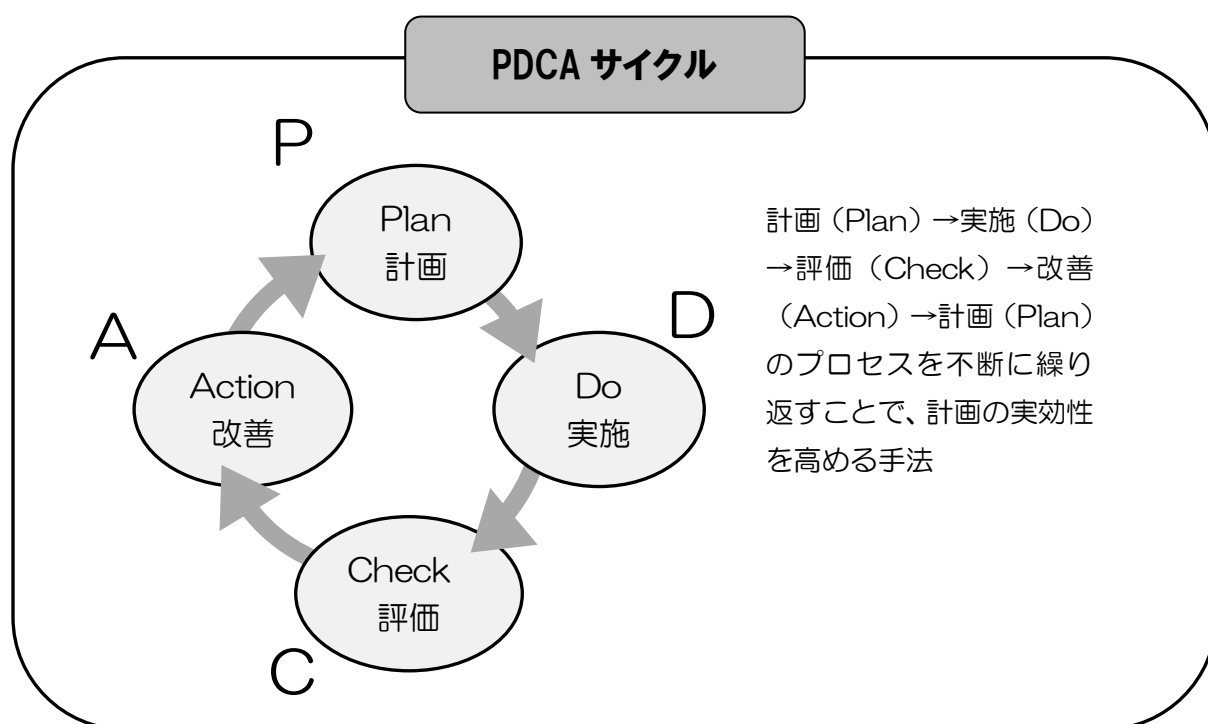 PDCA サイクル
P
Plan
計画
D
Do
実施
C
Check
評価
A
Action
改善
計画（Plan）→実施（Do）
→評価（Check）→改善
（Action）→計画（Plan）
のプロセスを不断に繰り
返すことで、計画の実効性
を高める手法